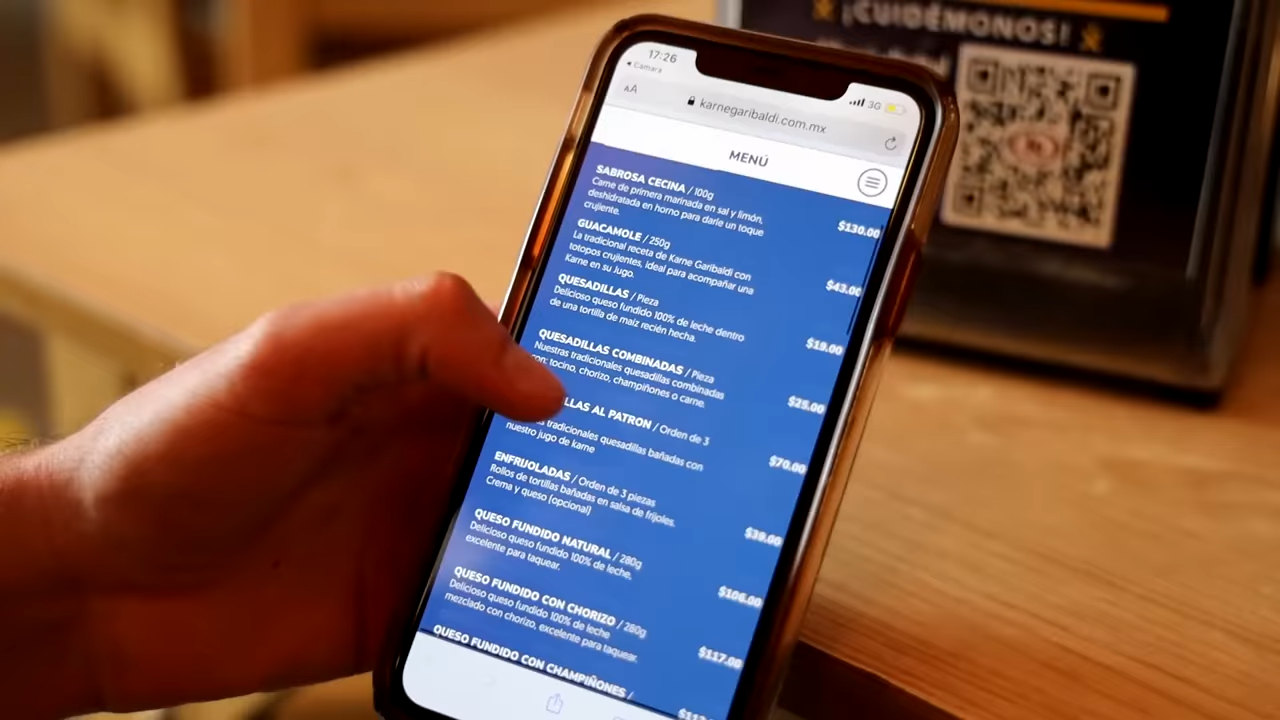 ¡CUIDÉMONOS!
17:26
Camara
3G
AA
karnegaribaldi.com.mx
MENÚ
SABROSA CECINA / 100g
Carne de primera marinada en sal y limón,
deshidratada en horno para darle un toque
crujiente.
$130.00
GUACAMOLE / 250g
La tradicional receta de Karne Garibaldi con
totopos crujientes, ideal para acompañar una
Karne en su Jugo.
$43.00
QUESADILLAS / Pieza
Delicioso queso fundido 100% de leche dentro
de una tortilla de maíz recién hecha.
$19.00
QUESADILLAS COMBINADAS / Pieza
Nuestras tradicionales quesadillas combinadas
con: tocino, chorizo, champiñones o carne.
$25.00
LLAS AL PATRON / Orden de 3
tradicionales quesadillas bañadas con
nuestro jugo de karne
$70.00
ENFRIJOLADAS / Orden de 3 piezas
Rollos de tortillas bañadas en salsa de frijoles.
Crema y queso (opcional)
$39.00
QUESO FUNDIDO NATURAL / 280g
Delicioso queso fundido 100% de leche,
excelente para taquear.
$106.00
QUESO FUNDIDO CON CHORIZO / 280g
Delicioso queso fundido 100% de leche
mezclado con chorizo, excelente para taquear.
$117.00
QUESO FUNDIDO CON CHAMPIÑONES /